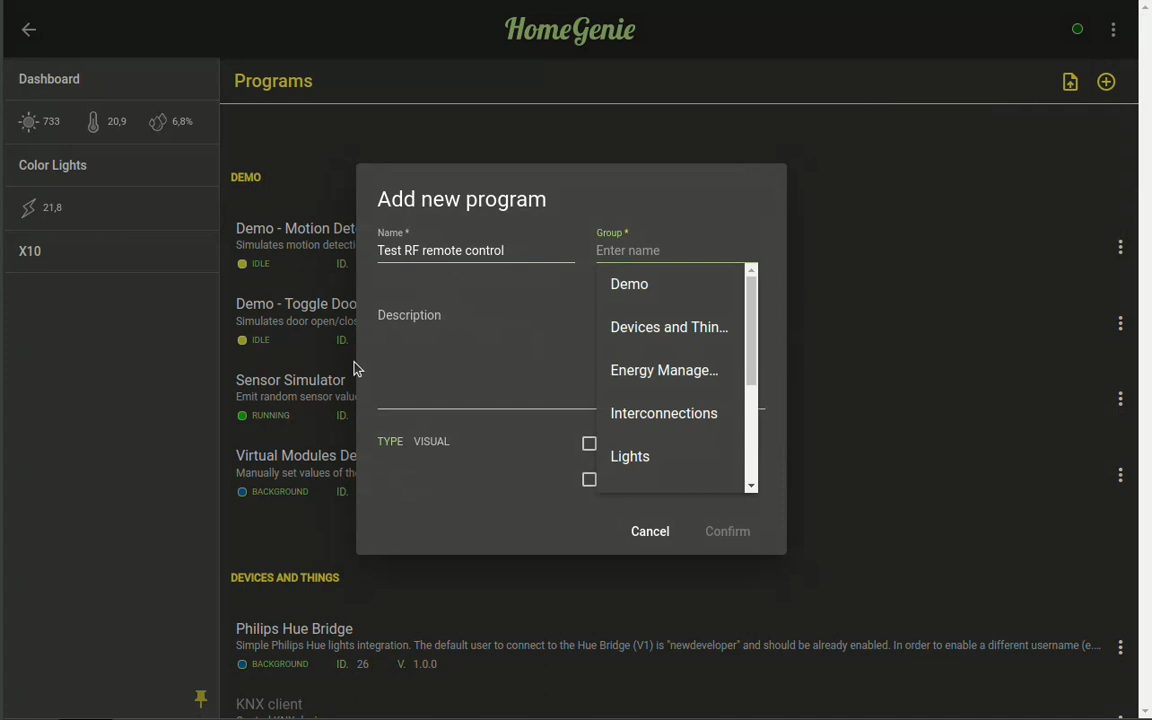 HomeGenie
Dashboard
733 20,9 6,8%
Color Lights
21,8
X10
Programs
DEMO
Demo - Motion Det
Simulates motion detecti
IDLE ID.
Demo - Toggle Doo
Simulates door open/clos
IDLE ID.
Sensor Simulator
Emit random sensor valu
RUNNING ID.
Virtual Modules De
Manually set values of the
BACKGROUND ID.
DEVICES AND THINGS
Philips Hue Bridge
Simple Philips Hue lights integration. The default user to connect to the Hue Bridge (V1) is "newdeveloper" and should be already enabled. In order to enable a different username (e...
BACKGROUND ID. 26 V. 1.0.0
KNX client
Add new program
Name * Group *
Test RF remote control Enter name
Description
Demo
Devices and Thin...
Energy Manage...
Interconnections
Lights
TYPE VISUAL
Cancel Confirm